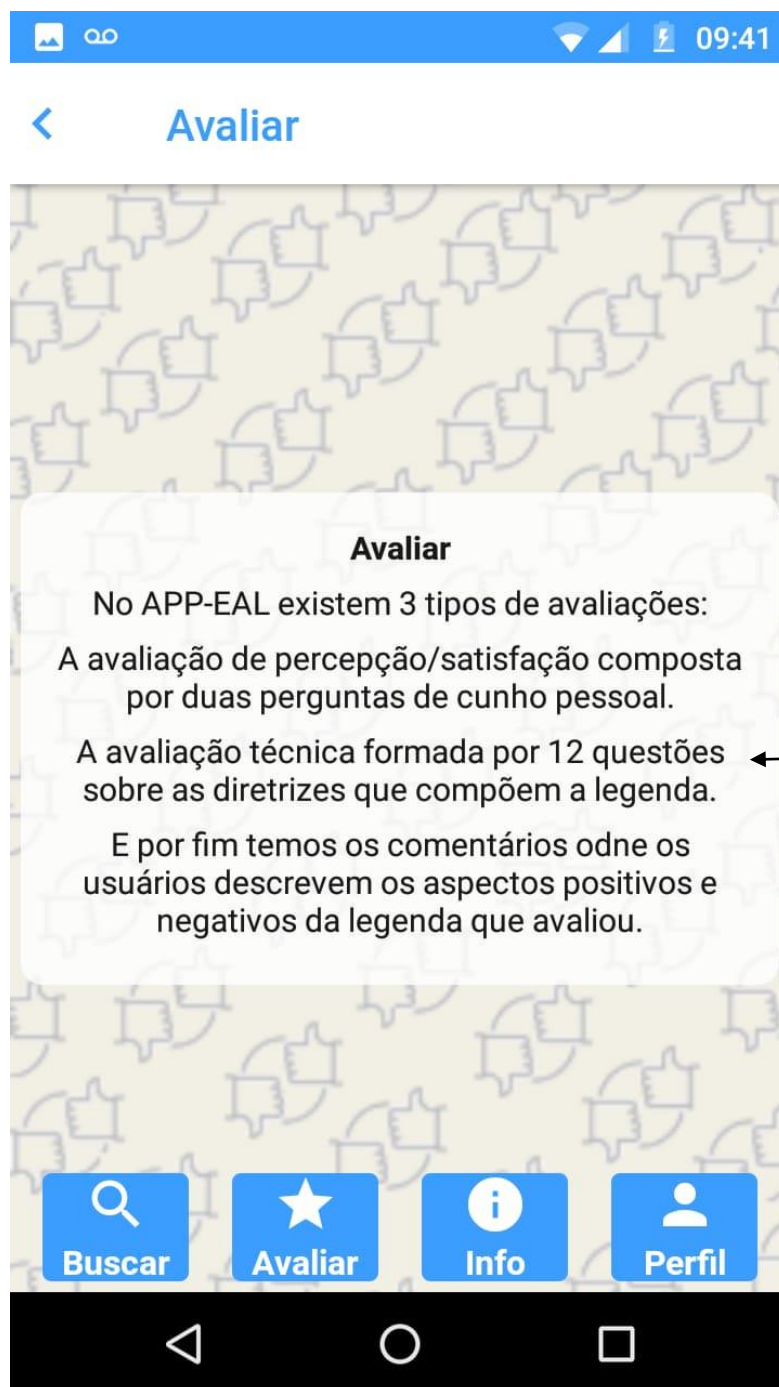 09:41
Avaliar
Avaliar
No APP-EAL existem 3 tipos de avaliações:
A avaliação de percepção/satisfação composta
por duas perguntas de cunho pessoal.
A avaliação técnica formada por 12 questões
sobre as diretrizes que compõem a legenda.
E por fim temos os comentários odne os
usuários descrevem os aspectos positivos e
negativos da legenda que avaliou.
Buscar Avaliar Info Perfil